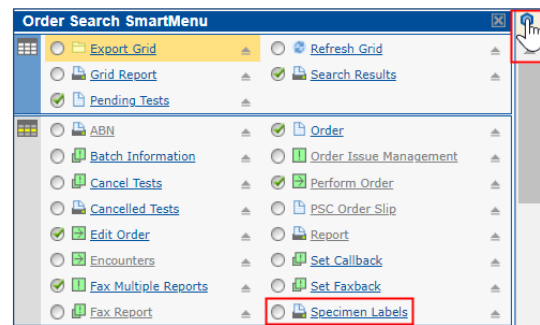 Order Search SmartMenu
Export Grid
Refresh Grid
Grid Report
Search Results
Pending Tests
ABN
Order
Batch Information
Order Issue Management
Cancel Tests
Perform Order
Cancelled Tests
PSC Order Slip
Edit Order
Report
Encounters
Set Callback
Fax Multiple Reports
Set Faxback
Fax Report
Specimen Labels